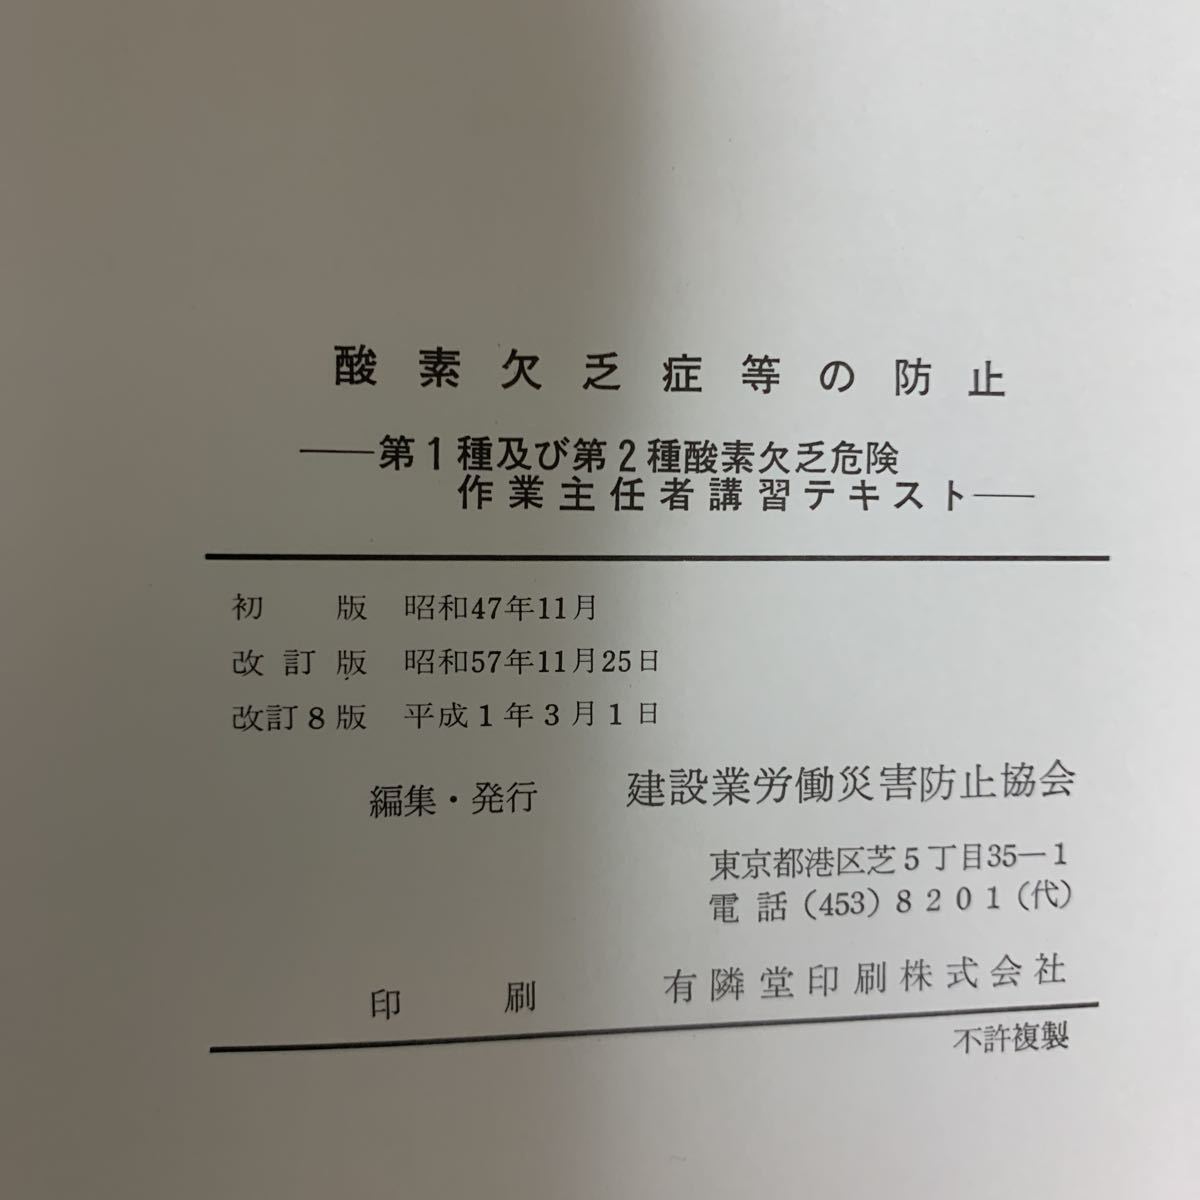 酸素欠乏症等の防止
──第1種及び第2種酸素欠乏危険
作業主任者講習テキスト──
初版 昭和47年11月
改訂版 昭和57年11月25日
改訂8版 平成1年3月1日
編集・発行 建設業労働災害防止協会
東京都港区芝5丁目35―1
電話(453)8201(代)
印刷 有隣堂印刷株式会社
不許複製